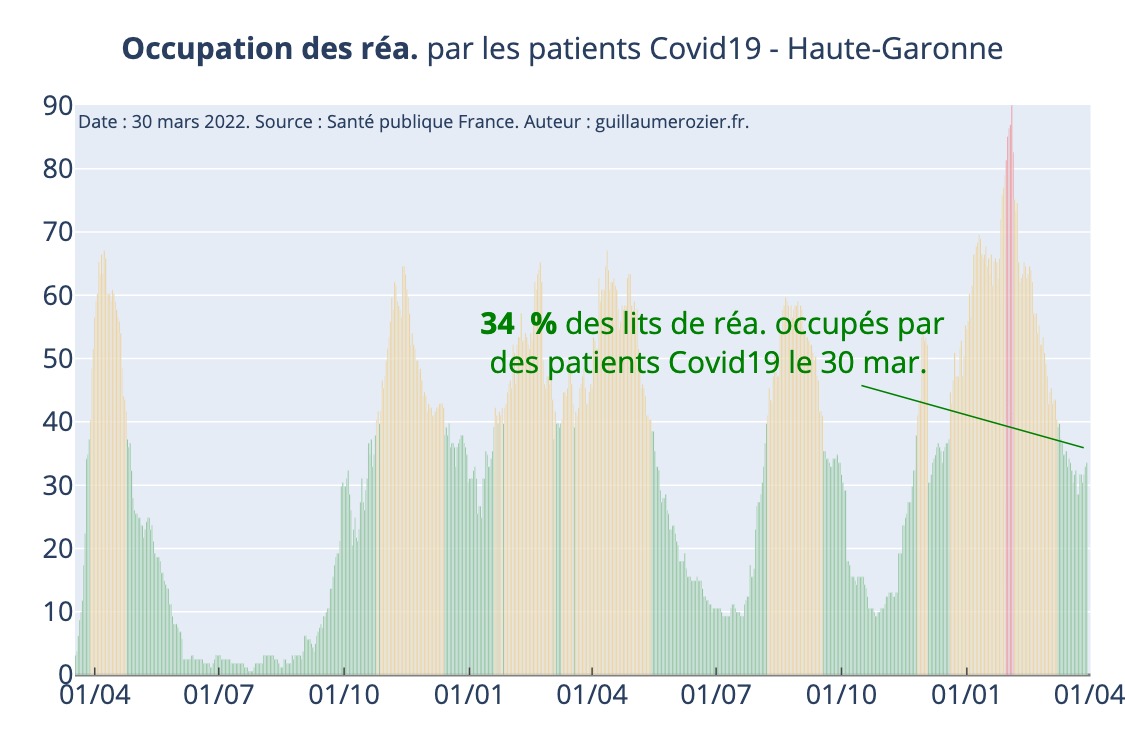 Occupation des réa. par les patients Covid19 - Haute-Garonne
90
Date : 30 mars 2022. Source : Santé publique France. Auteur : guillaumerozier.fr.
80
70
60
34 % des lits de réa. occupés par
des patients Covid19 le 30 mar.
50
40
30
20
10
0
01/04 01/07 01/10 01/01 01/04 01/07 01/10 01/01 01/04